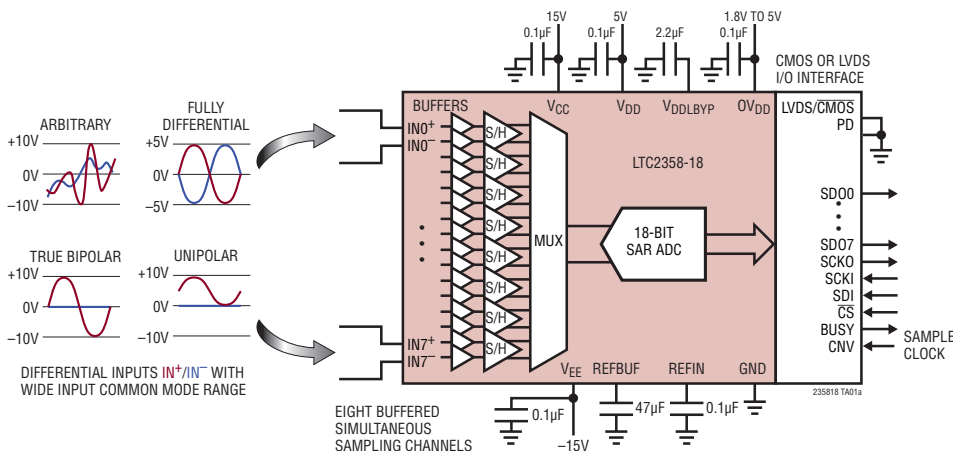 15V
5V
1.8V TO 5V
0.1µF
0.1µF
2.2µF
0.1µF
CMOS OR LVDS
I/O INTERFACE
ARBITRARY
+10V
0V
–10V
FULLY
DIFFERENTIAL
+5V
0V
–5V
TRUE BIPOLAR
+10V
0V
–10V
UNIPOLAR
+10V
0V
–10V
DIFFERENTIAL INPUTS IN+/IN– WITH
WIDE INPUT COMMON MODE RANGE
BUFFERS
IN0+
IN0–
IN7+
IN7–
S/H
S/H
S/H
S/H
S/H
S/H
S/H
S/H
MUX
VCC
VDD
VDDLBYP
OVDD
LTC2358-18
18-BIT
SAR ADC
VEE
REFBUF
REFIN
GND
LVDS/CMOS
PD
SDO0
SDO7
SCKO
SCKI
SDI
CS
BUSY
CNV
SAMPLE
CLOCK
235818 TA01a
EIGHT BUFFERED
SIMULTANEOUS
SAMPLING CHANNELS
0.1µF
–15V
47µF
0.1µF